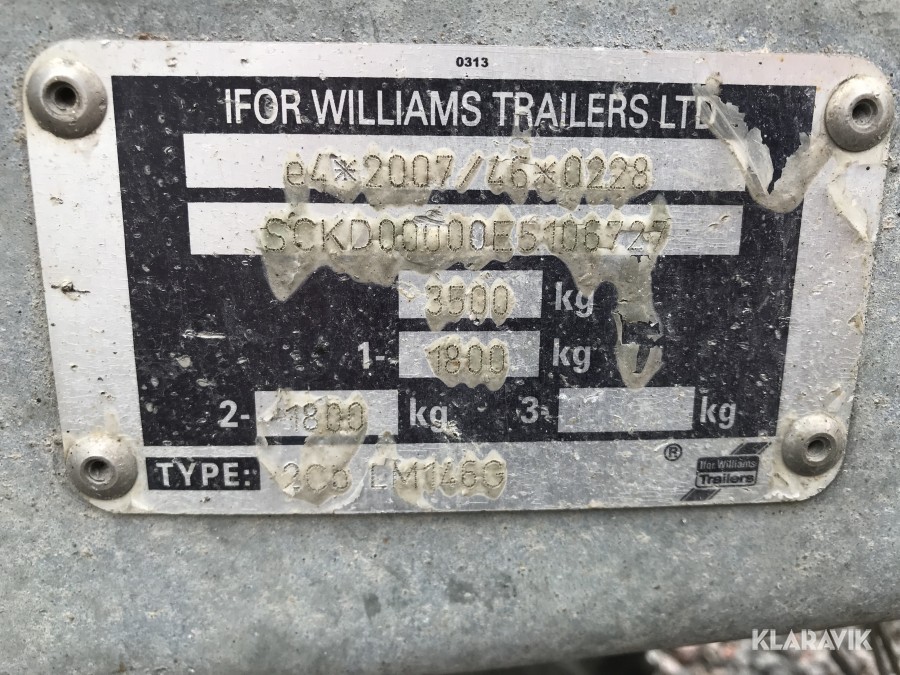 0313
IFOR WILLIAMS TRAILERS LTD
e4*2007/46*0228
SCKD00000E5106727
3500 kg
1- 1800 kg
2- 1800 kg 3- kg
TYPE: 2Cb LM146G
®
Ifor Williams
Trailers
KLARAVIK